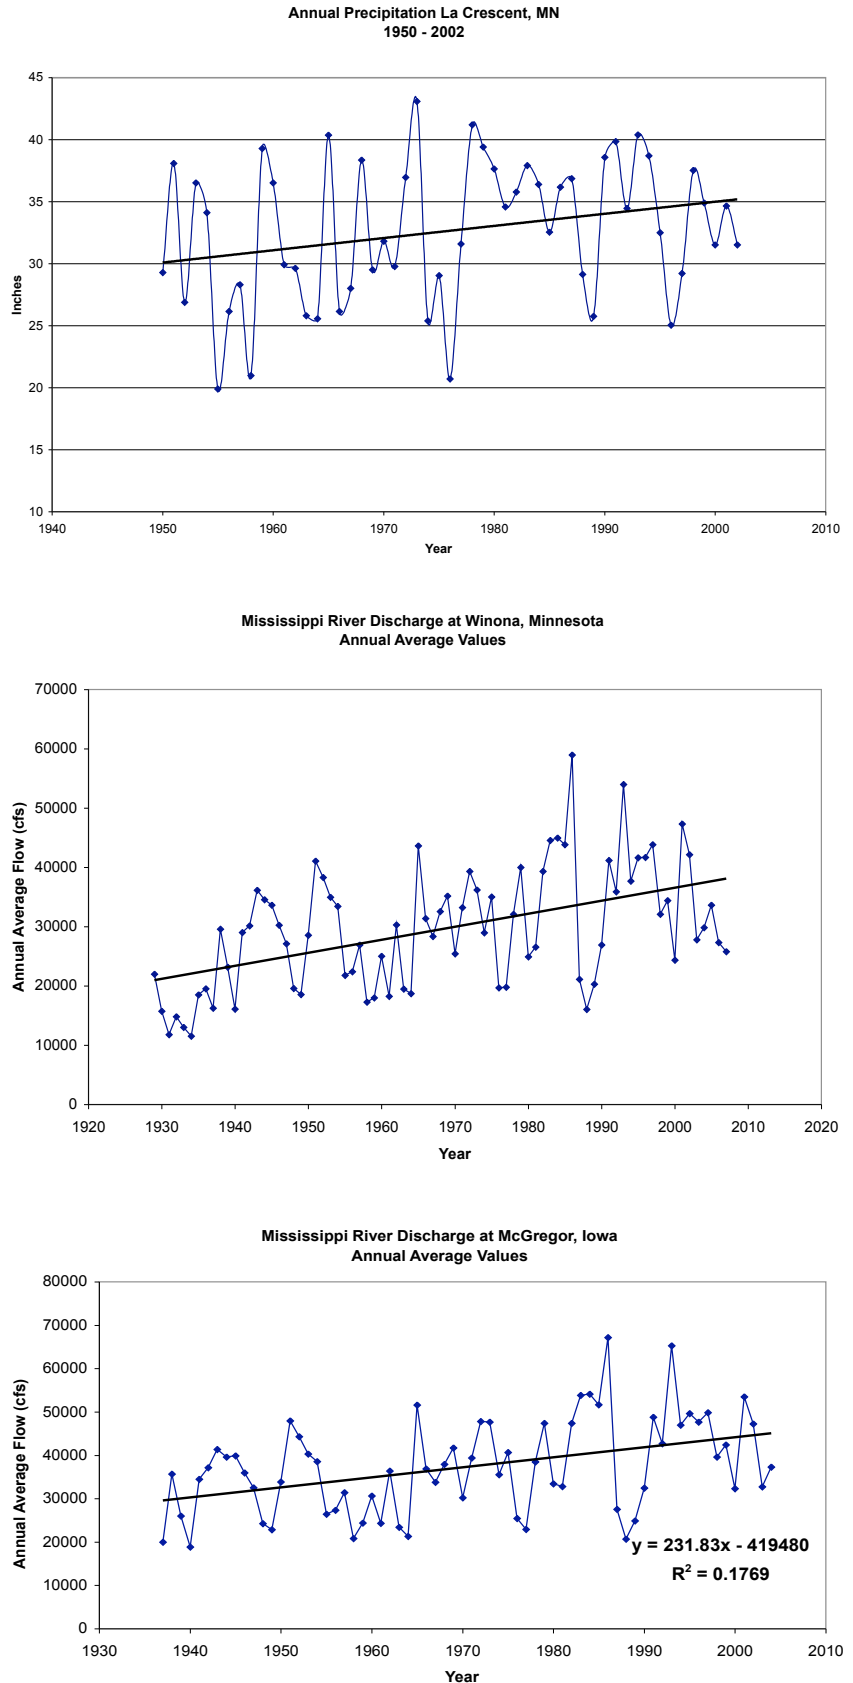 Annual Precipitation La Crescent, MN
1950 - 2002
45
40
35
30
25
20
15
10
Inches
1940 1950 1960 1970 1980 1990 2000 2010
Year
Mississippi River Discharge at Winona, Minnesota
Annual Average Values
70000
60000
50000
40000
30000
20000
10000
0
Annual Average Flow (cfs)
1920 1930 1940 1950 1960 1970 1980 1990 2000 2010 2020
Year
Mississippi River Discharge at McGregor, Iowa
Annual Average Values
80000
70000
60000
50000
40000
30000
20000
10000
0
Annual Average Flow (cfs)
y = 231.83x - 419480
R² = 0.1769
1930 1940 1950 1960 1970 1980 1990 2000 2010
Year